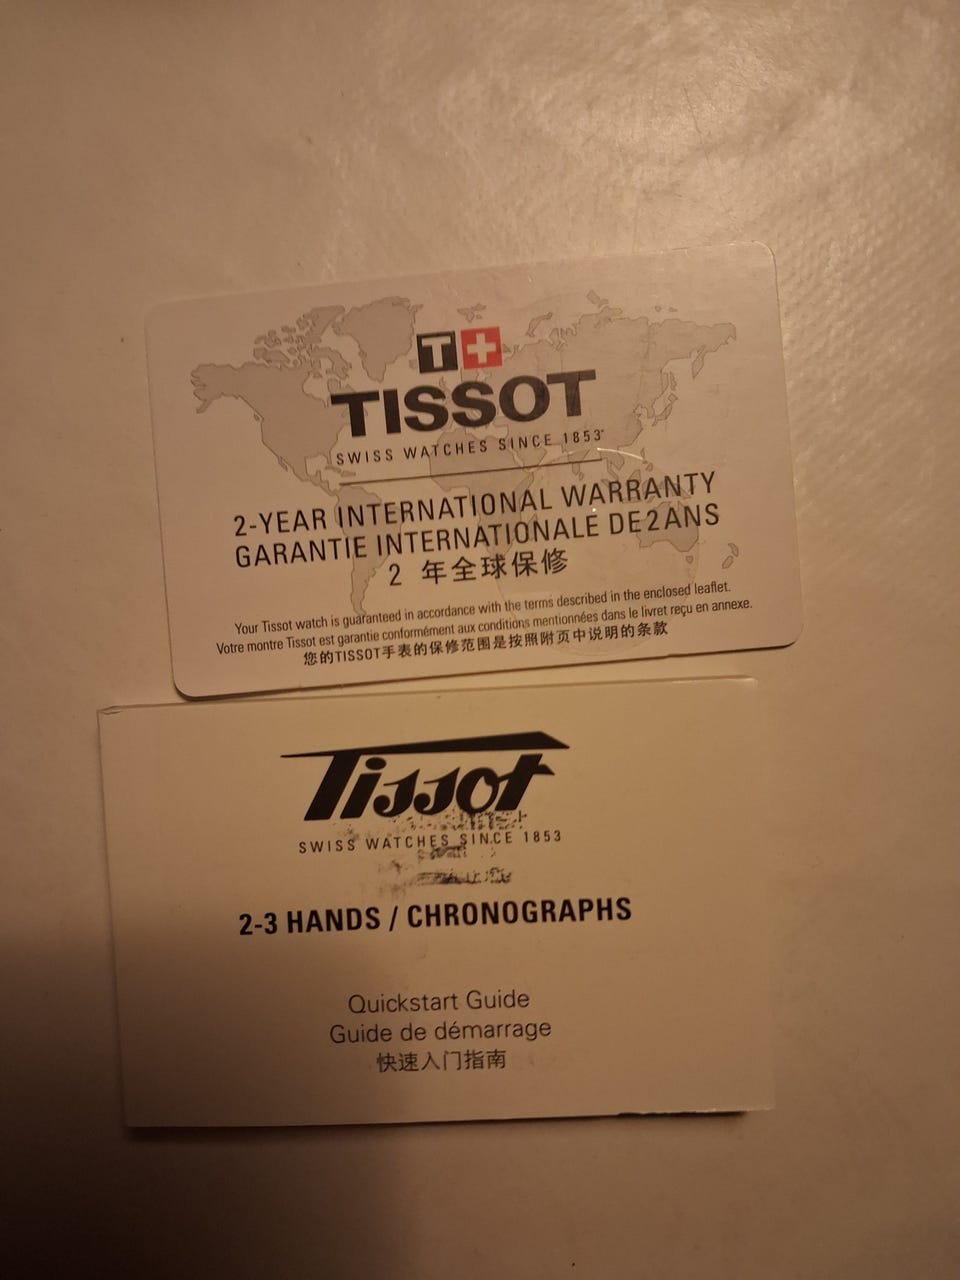 T+
TISSOT
SWISS WATCHES SINCE 1853
2-YEAR INTERNATIONAL WARRANTY
GARANTIE INTERNATIONALE DE 2 ANS
2 年全球保修
Your Tissot watch is guaranteed in accordance with the terms described in the enclosed leaflet.
Votre montre Tissot est garantie conformément aux conditions mentionnées dans le livret reçu en annexe.
您的TISSOT手表的保修范围是按照附页中说明的条款
Tissot
SWISS WATCHES SINCE 1853
2-3 HANDS / CHRONOGRAPHS
Quickstart Guide
Guide de démarrage
快速入门指南